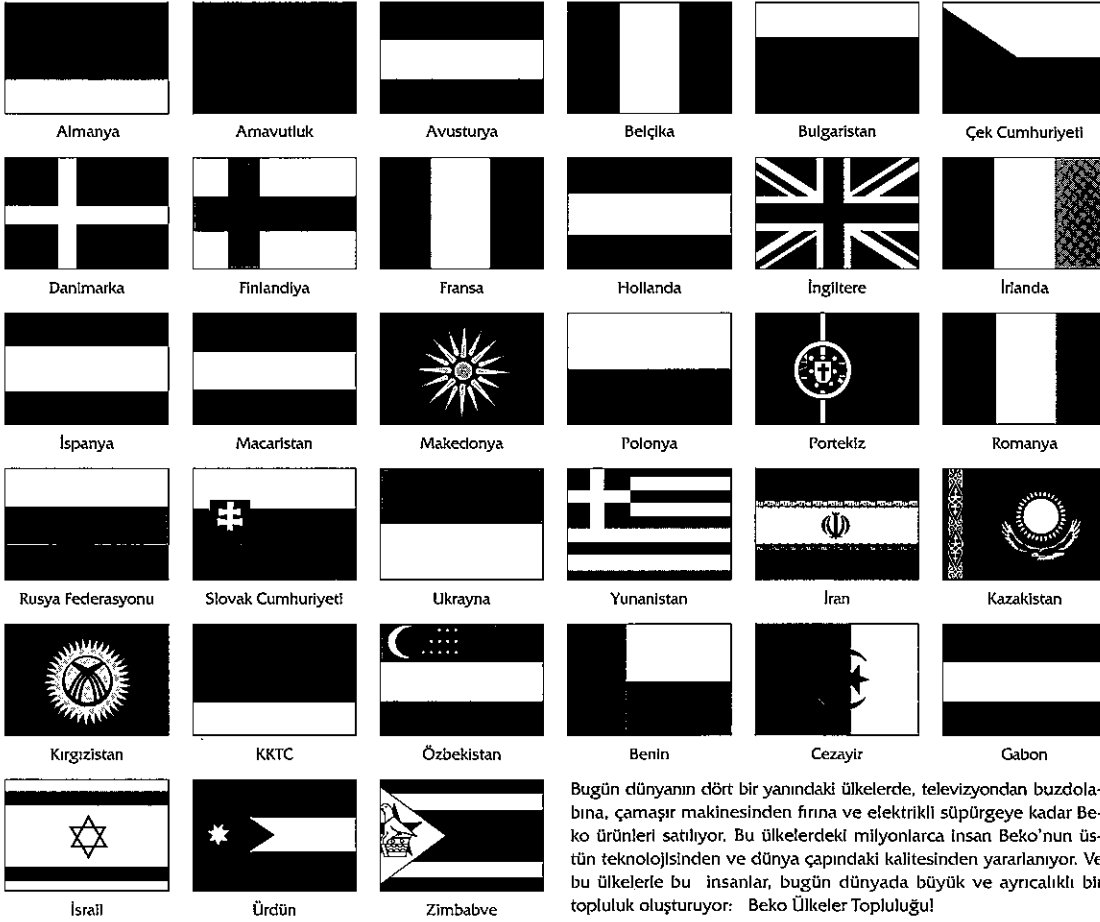 Almanya
Arnavutluk
Avusturya
Belçika
Bulgaristan
Çek Cumhuriyeti
Danimarka
Finlandiya
Fransa
Hollanda
İngiltere
İrlanda
İspanya
Macaristan
Makedonya
Polonya
Portekiz
Romanya
Rusya Federasyonu
Slovak Cumhuriyeti
Ukrayna
Yunanistan
İran
Kazakistan
Kırgızistan
KKTC
Özbekistan
Benin
Cezayir
Gabon
İsrail
Ürdün
Zimbabve
Bugün dünyanın dört bir yanındaki ülkelerde, televizyondan buzdola-
bına, çamaşır makinesinden fırına ve elektrikli süpürgeye kadar Be-
ko ürünleri satılıyor. Bu ülkelerdeki milyonlarca insan Beko'nun üs-
tün teknolojisinden ve dünya çapındaki kalitesinden yararlanıyor. Ve
bu ülkelerle bu insanlar, bugün dünyada büyük ve ayrıcalıklı bir
topluluk oluşturuyor: Beko Ülkeler Topluluğu!